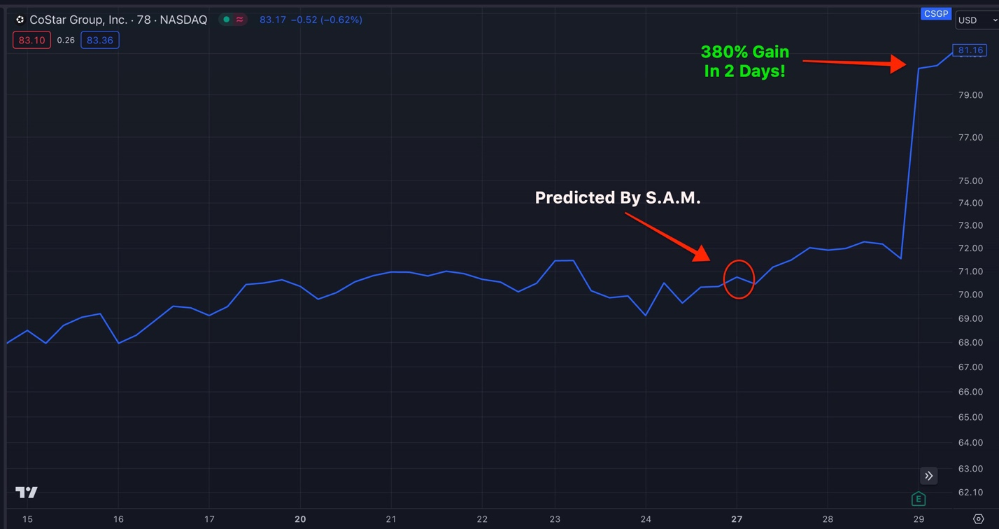 CoStar Group, Inc. · 78 · NASDAQ
83.17 −0.52 (−0.62%)
CSGP
USD
83.10
0.26
83.36
380% Gain
In 2 Days!
81.16
79.00
77.00
75.00
Predicted By S.A.M.
74.00
73.00
72.00
71.00
70.00
69.00
68.00
67.00
66.00
65.00
64.00
63.00
62.10
E
15 16 17 20 21 22 23 24 27 28 29